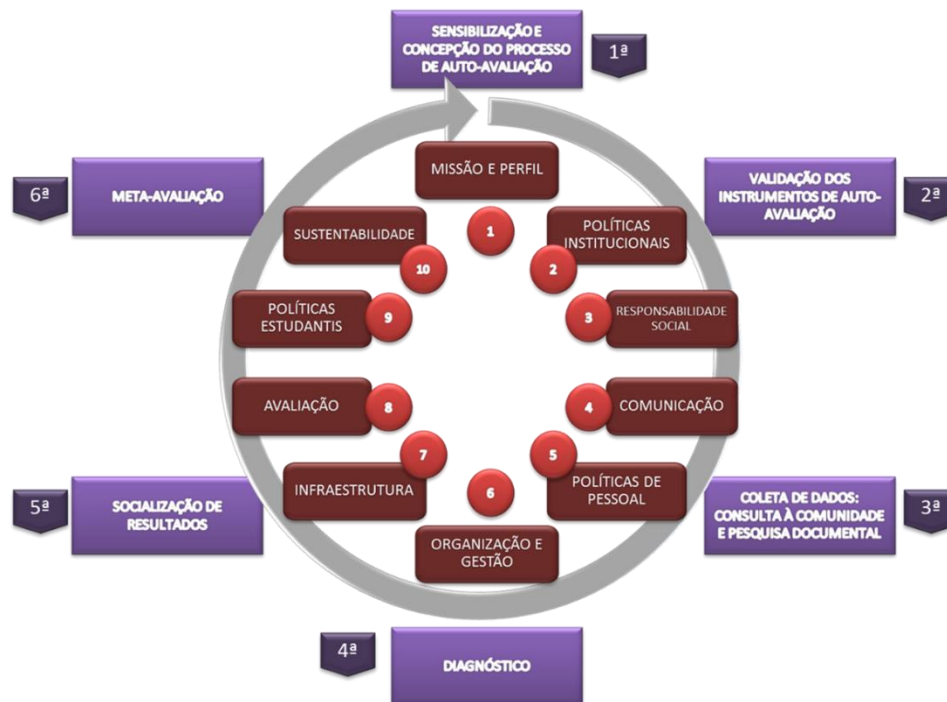 SENSIBILIZAÇÃO E
CONCEPÇÃO DO PROCESSO
DE AUTO-AVALIAÇÃO
1ª
VALIDAÇÃO DOS
INSTRUMENTOS DE AUTO-
AVALIAÇÃO
2ª
COLETA DE DADOS:
CONSULTA À COMUNIDADE
E PESQUISA DOCUMENTAL
3ª
4ª
DIAGNÓSTICO
5ª
SOCIALIZAÇÃO DE
RESULTADOS
6ª
META-AVALIAÇÃO
MISSÃO E PERFIL
1
POLÍTICAS
INSTITUCIONAIS
2
3
RESPONSABILIDADE
SOCIAL
4
COMUNICAÇÃO
5
POLÍTICAS DE
PESSOAL
6
ORGANIZAÇÃO E
GESTÃO
7
INFRAESTRUTURA
AVALIAÇÃO
8
POLÍTICAS
ESTUDANTIS
9
SUSTENTABILIDADE
10